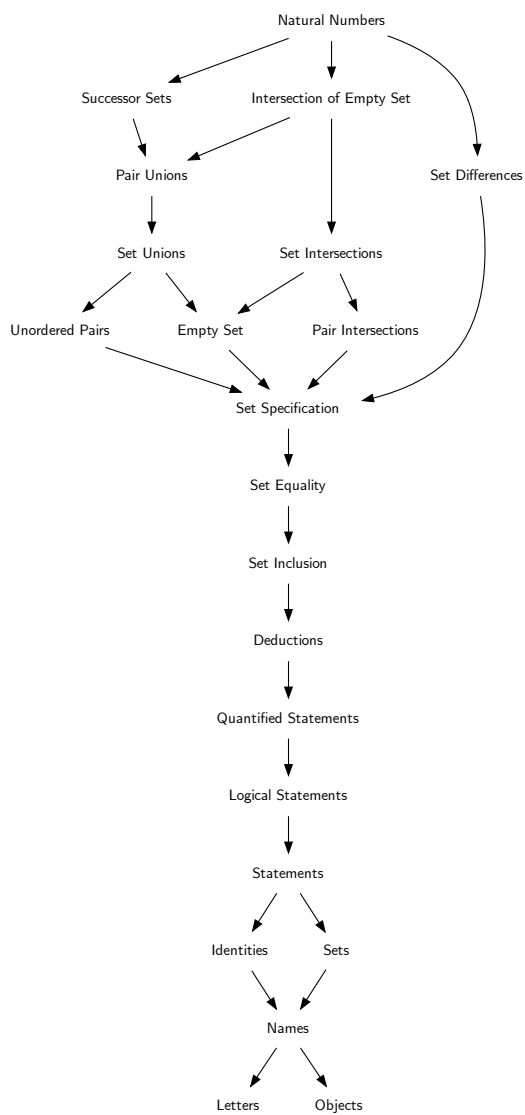 Natural Numbers
Successor Sets
Intersection of Empty Set
Pair Unions
Set Differences
Set Unions
Set Intersections
Unordered Pairs
Empty Set
Pair Intersections
Set Specification
Set Equality
Set Inclusion
Deductions
Quantified Statements
Logical Statements
Statements
Identities
Sets
Names
Letters
Objects